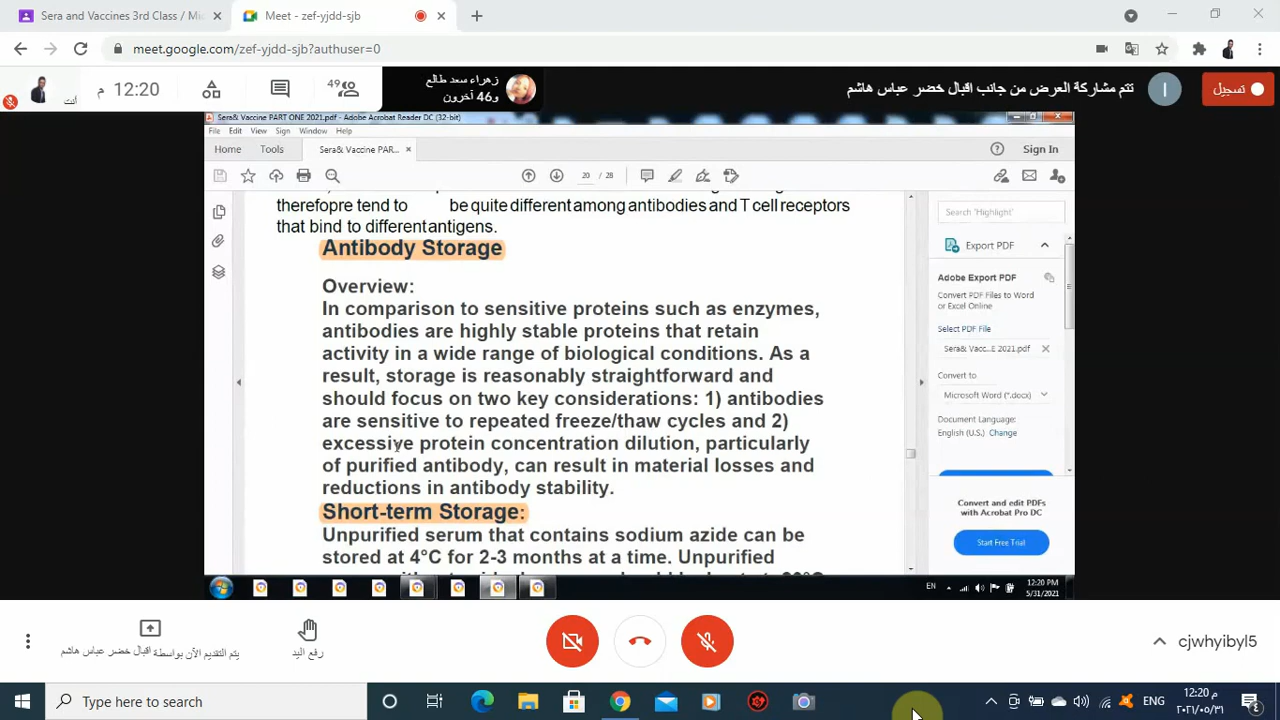 Sera and Vaccines 3rd Class / Mi
Meet - zef-yjdd-sjb
meet.google.com/zef-yjdd-sjb?authuser=0
م 12:20
أنت
49
زهراء سعد طالع
و46 آخرون
تتم مشاركة العرض من جانب اقبال خضر عباس هاشم
I
تسجيل
Sera& Vaccine PART ONE 2021.pdf - Adobe Acrobat Reader DC (32-bit)
File Edit View Sign Window Help
Home Tools Sera& Vaccine PAR... Sign In
20 / 28
therefopre tend to be quite different among antibodies and T cell receptors
that bind to different antigens.
Antibody Storage
Overview:
In comparison to sensitive proteins such as enzymes,
antibodies are highly stable proteins that retain
activity in a wide range of biological conditions. As a
result, storage is reasonably straightforward and
should focus on two key considerations: 1) antibodies
are sensitive to repeated freeze/thaw cycles and 2)
excessive protein concentration dilution, particularly
of purified antibody, can result in material losses and
reductions in antibody stability.
Short-term Storage:
Unpurified serum that contains sodium azide can be
stored at 4°C for 2-3 months at a time. Unpurified
Search "Highlight"
Export PDF
Adobe Export PDF
Convert PDF Files to Word
or Excel Online
Select PDF File
Sera& Vacc...E 2021.pdf
Convert to
Microsoft Word (*.docx)
Document Language:
English (U.S.) Change
Convert and edit PDFs
with Acrobat Pro DC
Start Free Trial
EN
12:20 PM
5/31/2021
يتم التقديم الآن بواسطة اقبال خضر عباس هاشم
رفع اليد
cjwhyibyl5
Type here to search
ENG
م 12:20
٢٠٢١/٠٥/٣١